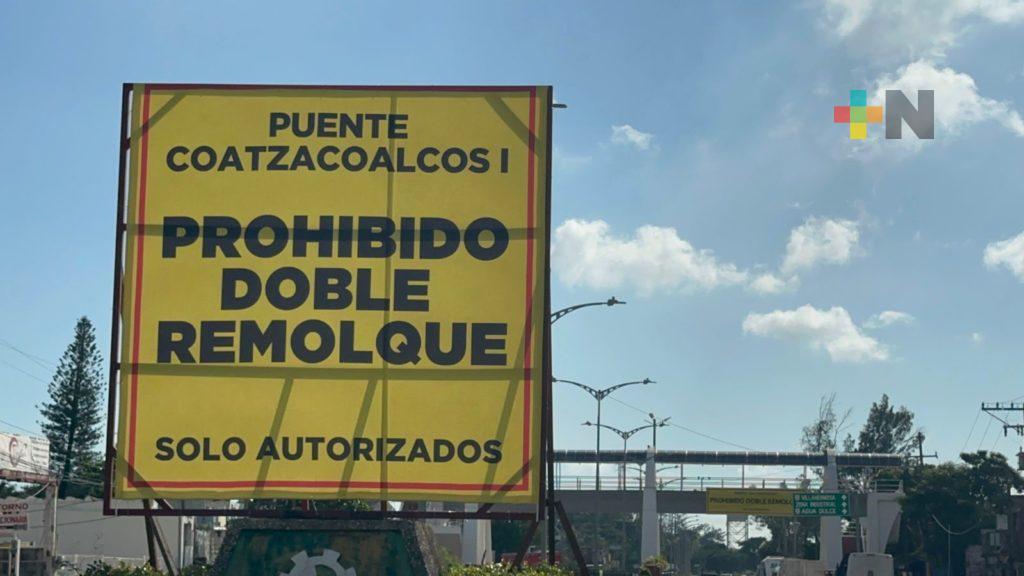 PUENTE
COATZACOALCOS I
PROHIBIDO
DOBLE
REMOLQUE
SOLO AUTORIZADOS
N
PROHIBIDO DOBLE REMOLQUE
VILLAHERMOSA
ZONA INDUSTRIAL
AGUA DULCE